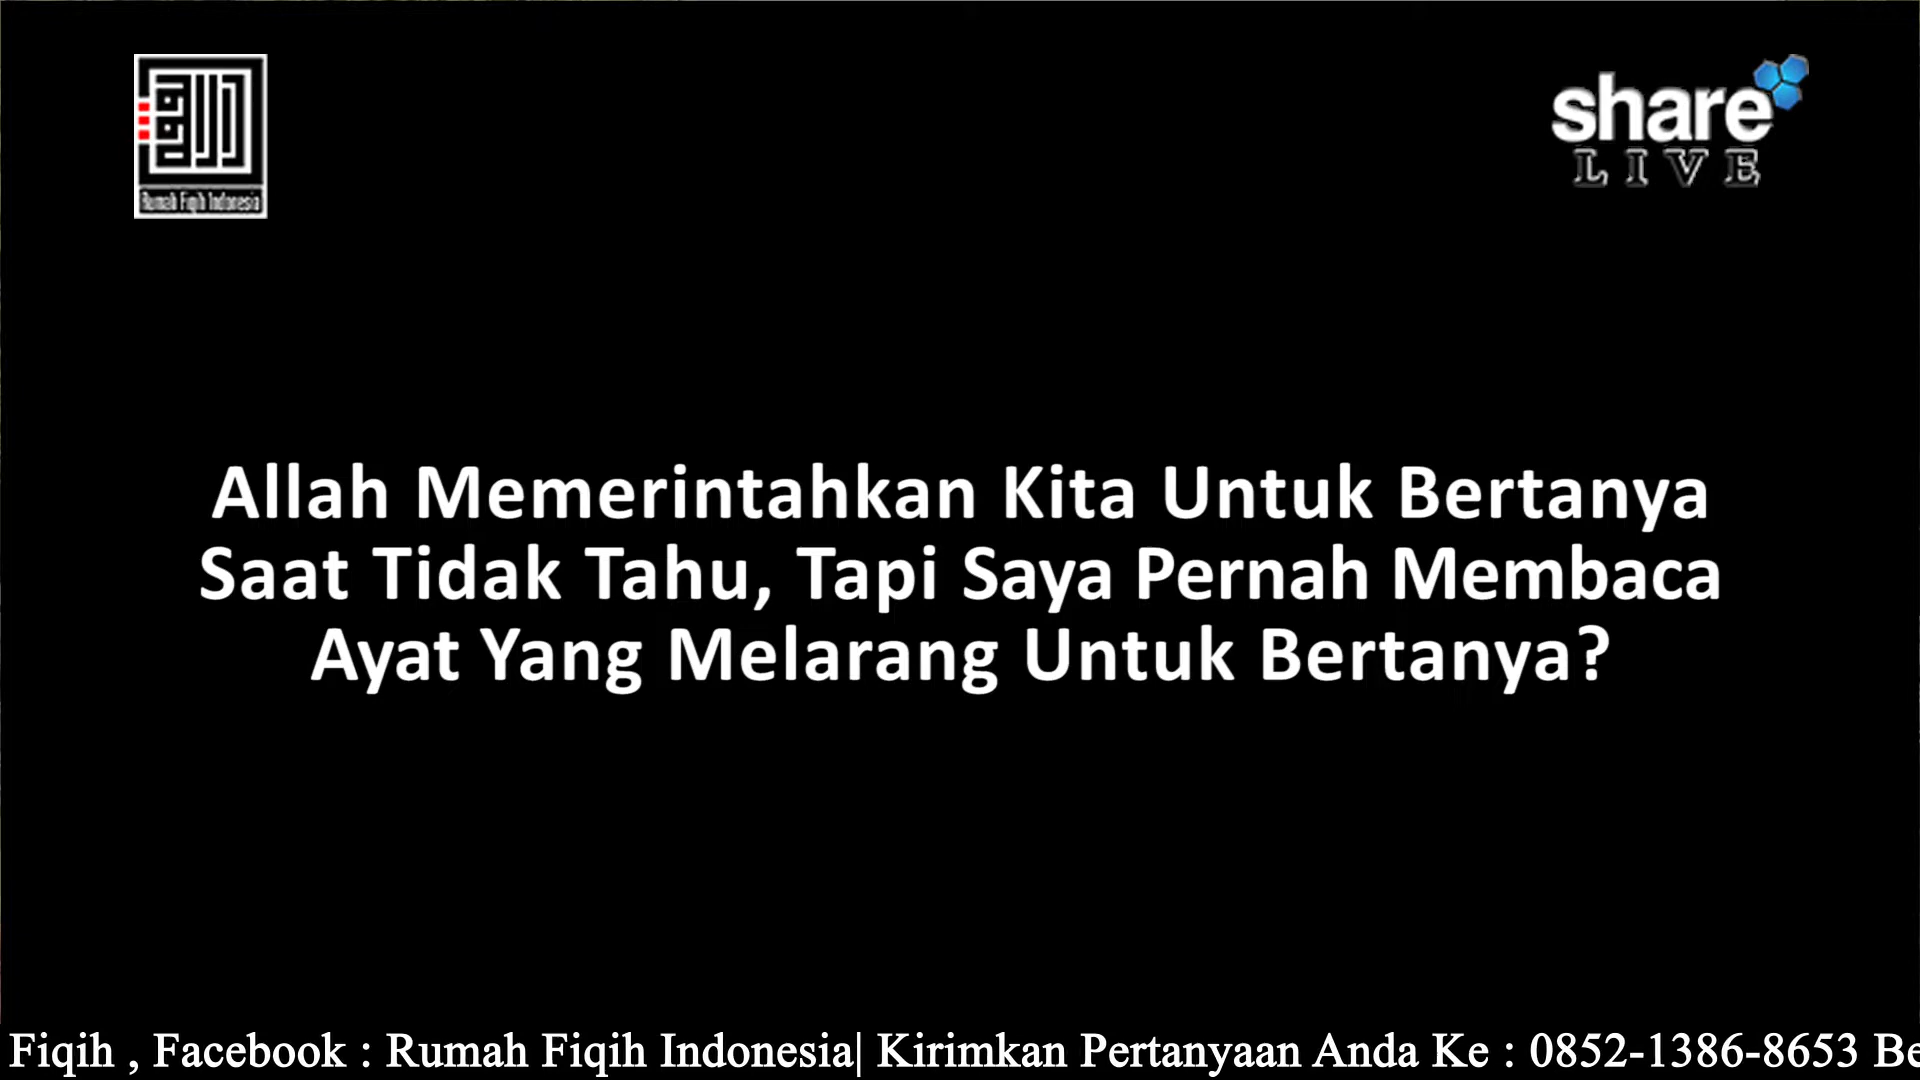 Rumah Fiqih Indonesia
share
LIVE
Allah Memerintahkan Kita Untuk Bertanya
Saat Tidak Tahu, Tapi Saya Pernah Membaca
Ayat Yang Melarang Untuk Bertanya?
Fiqih , Facebook : Rumah Fiqih Indonesia| Kirimkan Pertanyaan Anda Ke : 0852-1386-8653 Be